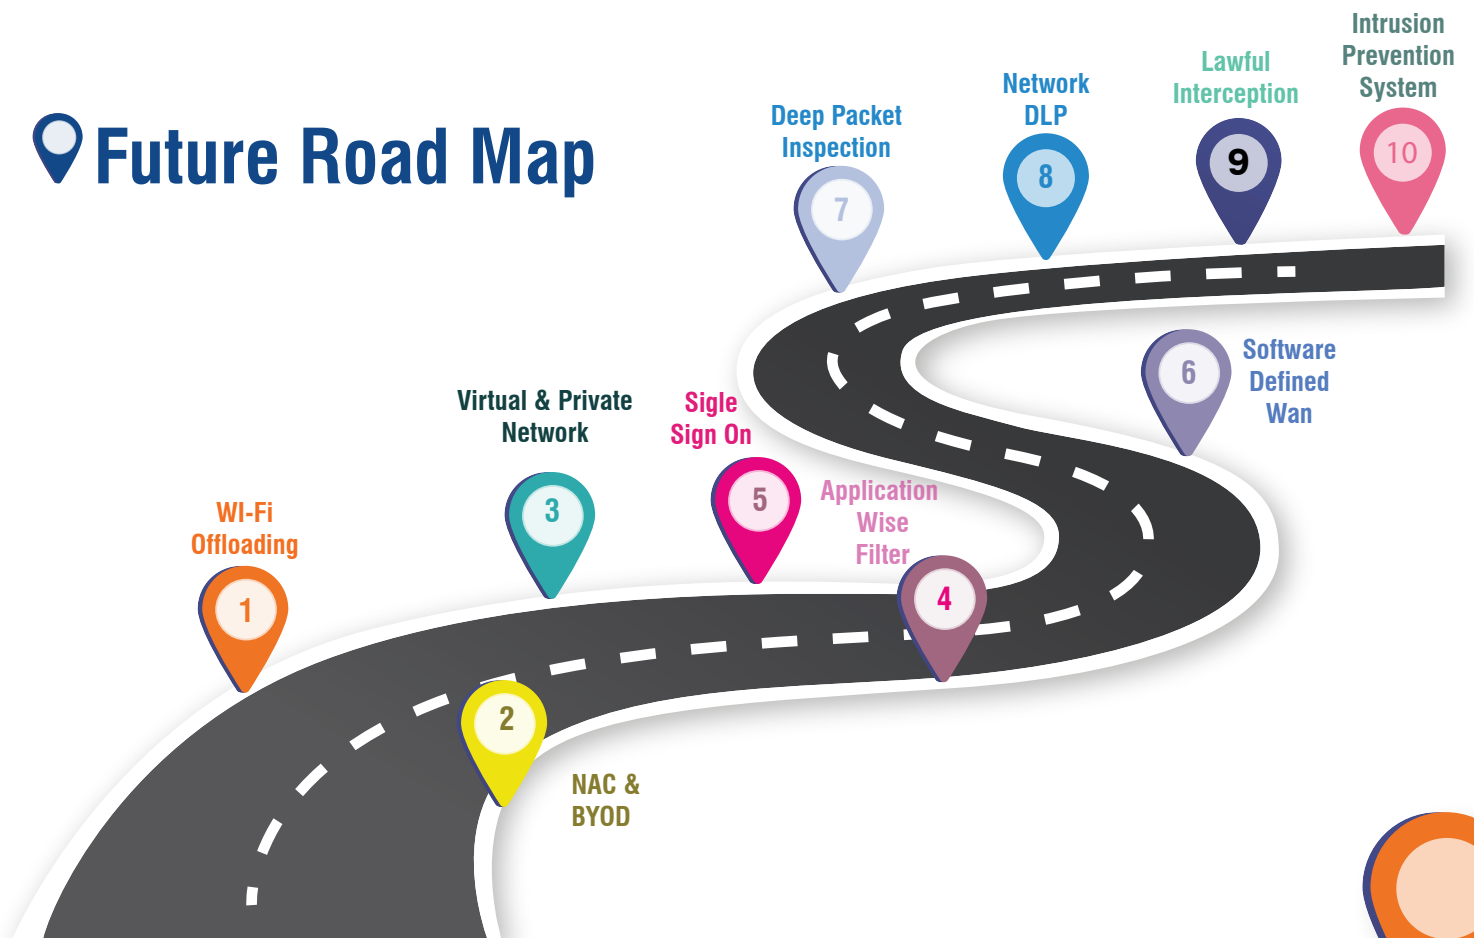 Future Road Map
WI-Fi
Offloading
1
2
NAC &
BYOD
Virtual & Private
Network
3
Application
Wise
Filter
4
Sigle
Sign On
5
6
Software
Defined
Wan
Deep Packet
Inspection
7
Network
DLP
8
Lawful
Interception
9
Intrusion
Prevention
System
10